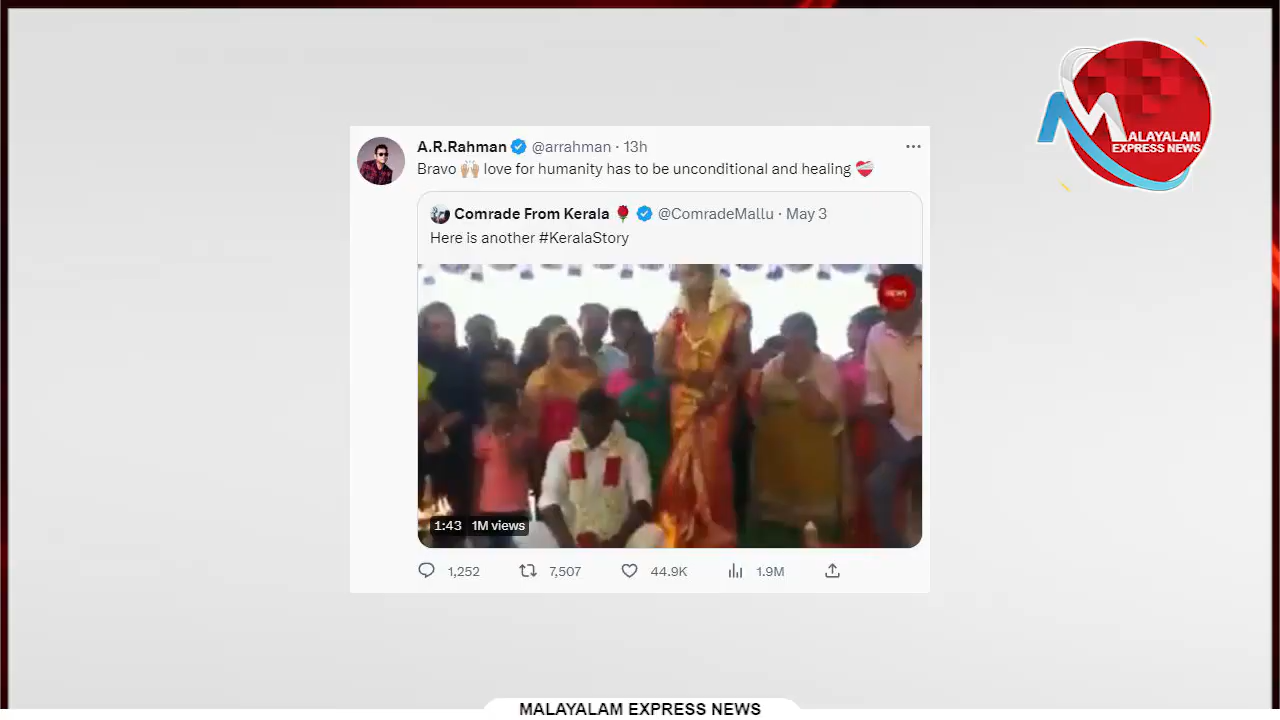 ALAYALAM
EXPRESS NEWS
A.R.Rahman @arrahman · 13h
Bravo 🙌🏼 love for humanity has to be unconditional and healing ❤️‍🩹
Comrade From Kerala 🌹 @ComradeMallu · May 3
Here is another #KeralaStory
NEWS
1:43 1M views
1,252 7,507 44.9K 1.9M
MALAYALAM EXPRESS NEWS